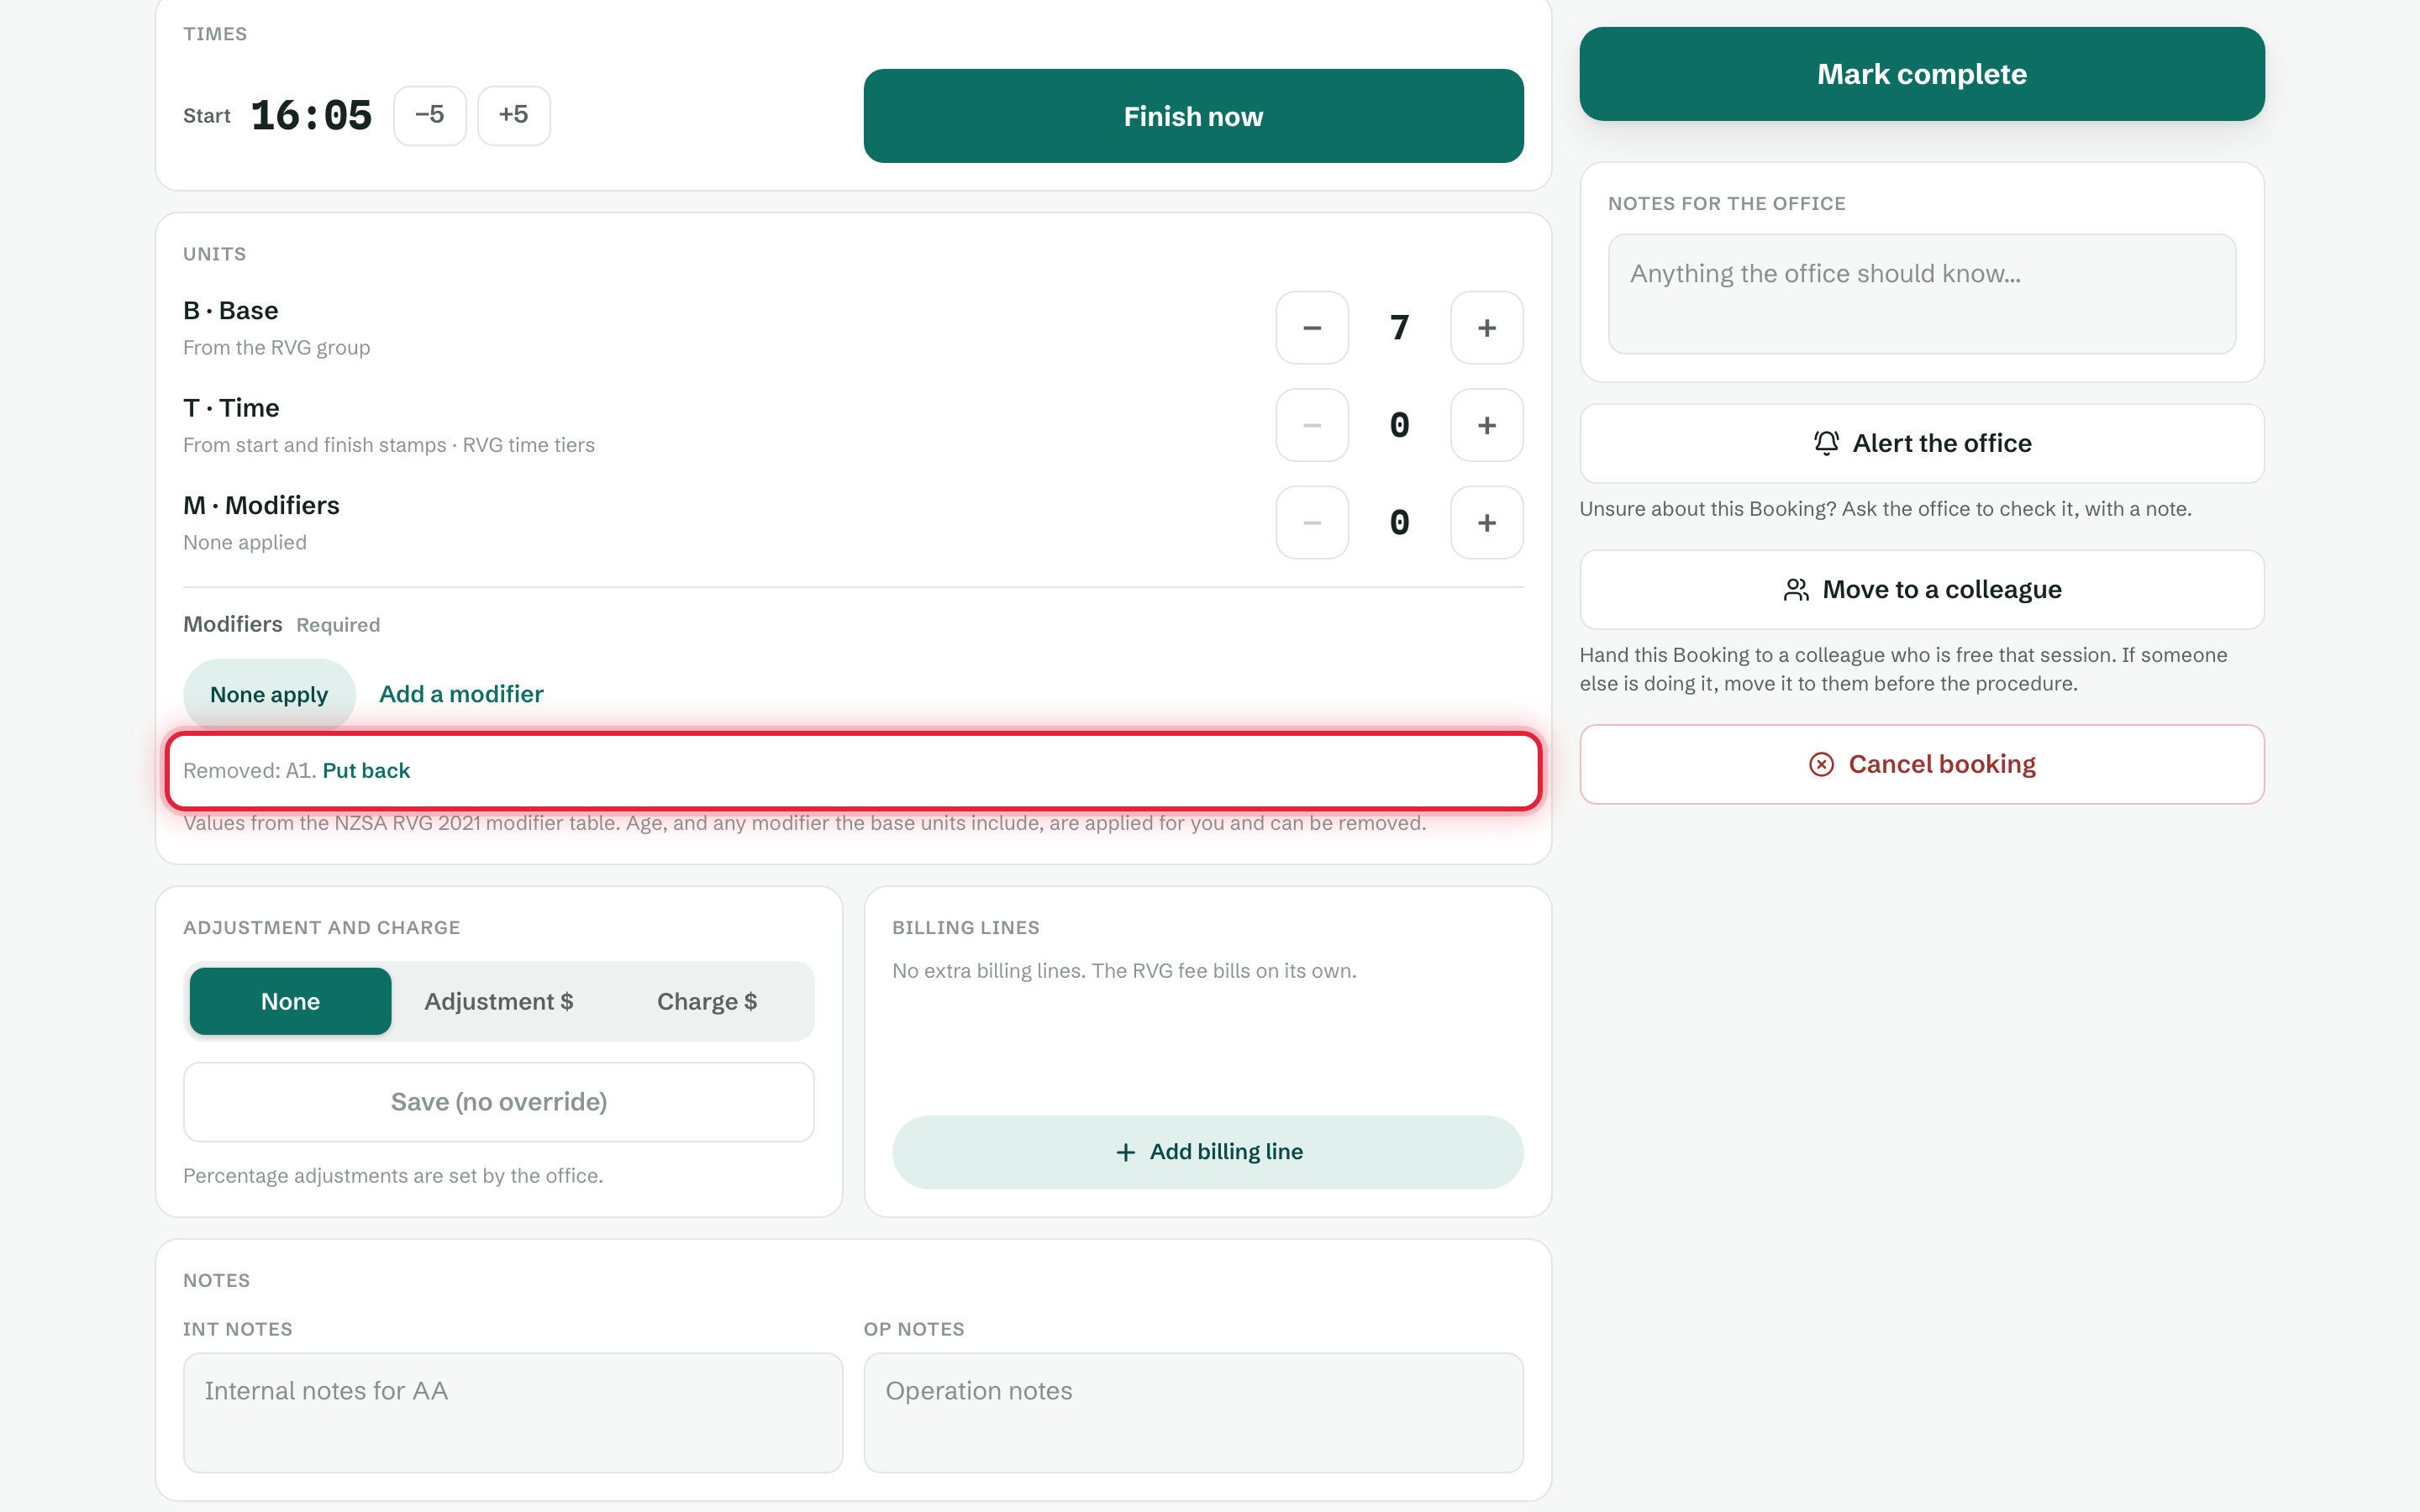 TIMES
Start 16:05 −5 +5
Finish now
UNITS
B · Base
From the RVG group
− 7 +
T · Time
From start and finish stamps · RVG time tiers
− 0 +
M · Modifiers
None applied
− 0 +
Modifiers Required
None apply Add a modifier
Removed: A1. Put back
Values from the NZSA RVG 2021 modifier table. Age, and any modifier the base units include, are applied for you and can be removed.
ADJUSTMENT AND CHARGE
None Adjustment $ Charge $
Save (no override)
Percentage adjustments are set by the office.
BILLING LINES
No extra billing lines. The RVG fee bills on its own.
+ Add billing line
NOTES
INT NOTES
Internal notes for AA
OP NOTES
Operation notes
Mark complete
NOTES FOR THE OFFICE
Anything the office should know...
Alert the office
Unsure about this Booking? Ask the office to check it, with a note.
Move to a colleague
Hand this Booking to a colleague who is free that session. If someone
else is doing it, move it to them before the procedure.
Cancel booking